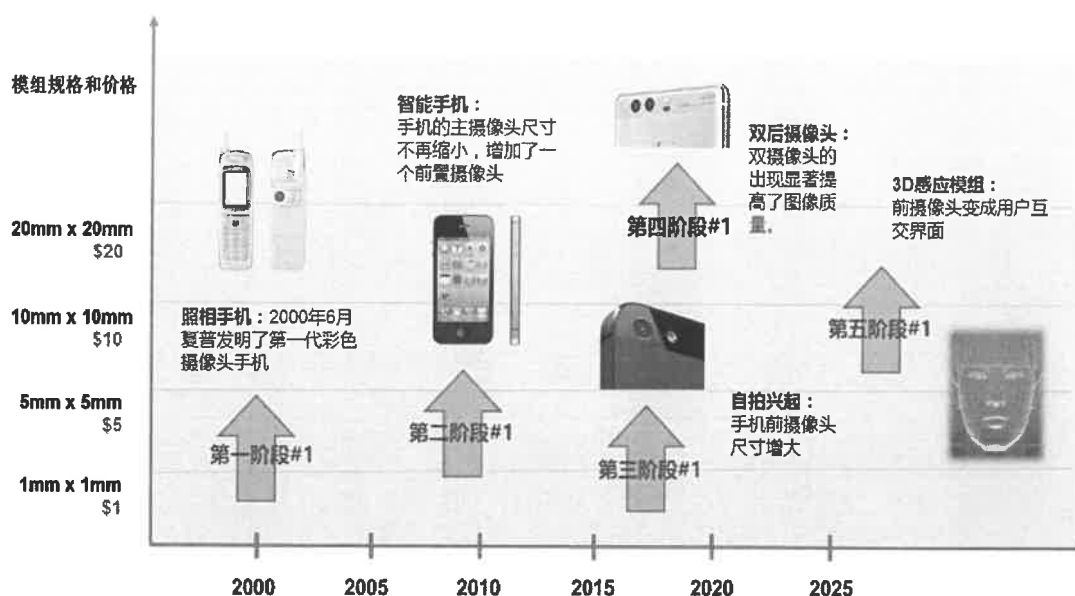 模组规格和价格
20mm x 20mm
$20
10mm x 10mm
$10
5mm x 5mm
$5
1mm x 1mm
$1
照相手机：2000年6月
夏普发明了第一代彩色
摄像头手机
第一阶段#1
智能手机：
手机的主摄像头尺寸
不再缩小，增加了一
个前置摄像头
第二阶段#1
双后摄像头：
双摄像头的
出现显著提
高了图像质
量.
第四阶段#1
自拍兴起：
手机前摄像头
尺寸增大
第三阶段#1
3D感应模组：
前摄像头变成用户互
交界面
第五阶段#1
2000
2005
2010
2015
2020
2025